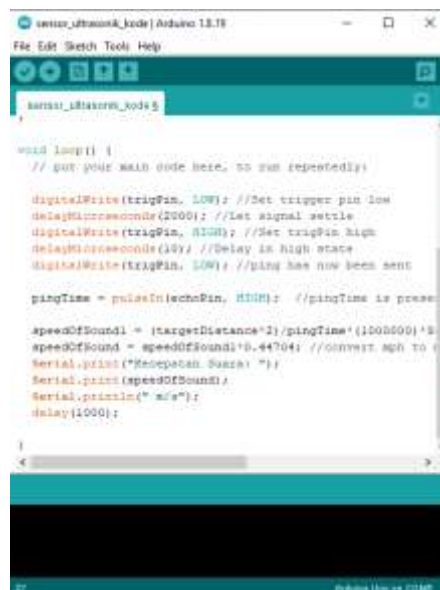 sensor_ultrasonik_kode | Arduino 1.8.19
File Edit Sketch Tools Help
sensor_ultrasonik_kode §
void loop() {
// put your main code here, to run repeatedly:
digitalWrite(trigPin, LOW); //Set trigger pin low
delayMicroseconds(2000); //Let signal settle
digitalWrite(trigPin, HIGH); //Set trigPin high
delayMicroseconds(10); //Delay in high state
digitalWrite(trigPin, LOW); //ping has now been sent
pingTime = pulseIn(echoPin, HIGH); //pingTime is prese
speedOfSound1 = (targetDistance*2)/pingTime*(1000000)*
speedOfSound = speedOfSound1*0.44704; //convert mph to
Serial.print("Kecepatan Suara: ");
Serial.print(speedOfSound);
Serial.println(" m/s");
delay(1000);
}